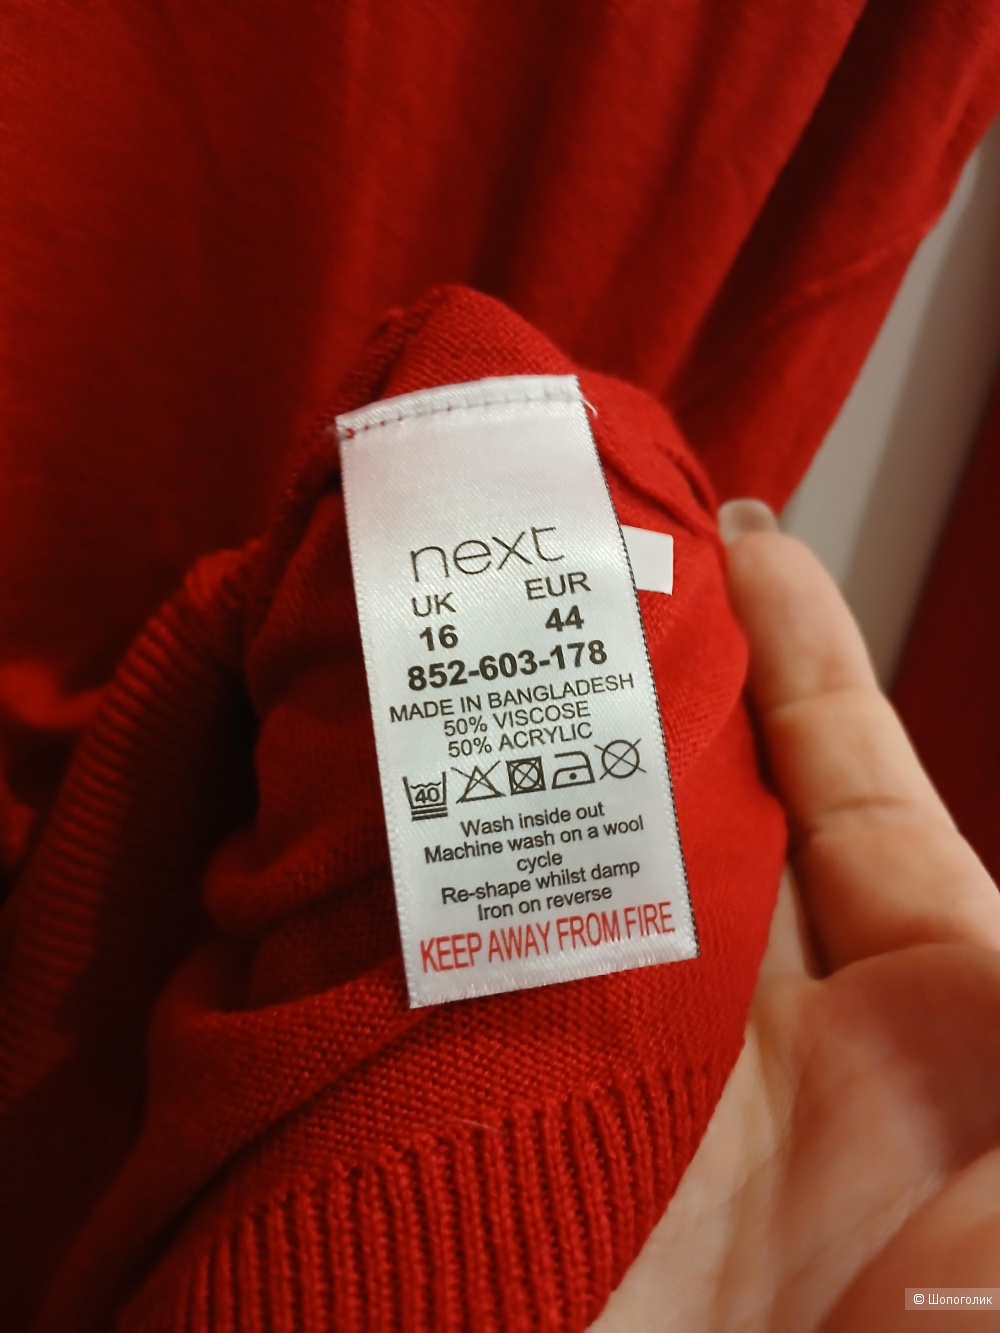 next
UK EUR
16 44
852-603-178
MADE IN BANGLADESH
50% VISCOSE
50% ACRYLIC
40
Wash inside out
Machine wash on a wool
cycle
Re-shape whilst damp
Iron on reverse
KEEP AWAY FROM FIRE
© Шопоголик